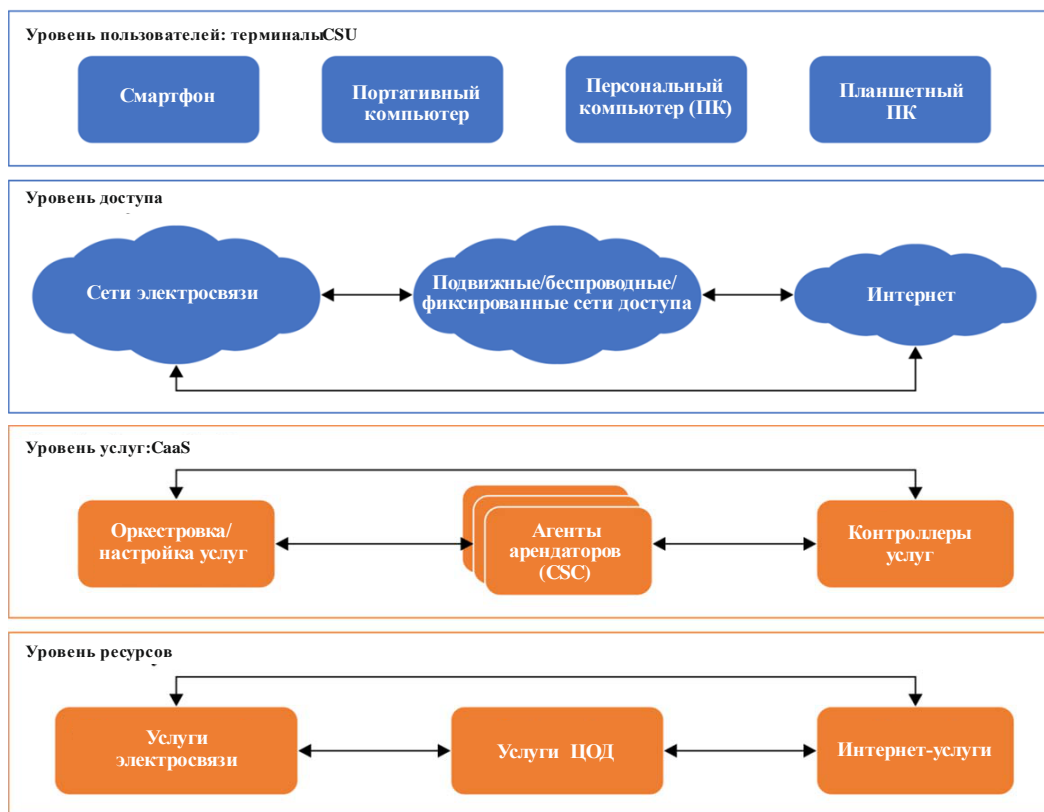 Уровень пользователей: терминалыCSU
Смартфон
Портативный
компьютер
Персональный
компьютер (ПК)
Планшетный
ПК
Уровень доступа
Сети электросвязи
Подвижные/беспроводные/
фиксированные сети доступа
Интернет
Уровень услуг:CaaS
Оркестровка/
настройка услуг
Агенты
арендаторов
(CSC)
Контроллеры
услуг
Уровень ресурсов
Услуги
электросвязи
Услуги ЦОД
Интернет-услуги